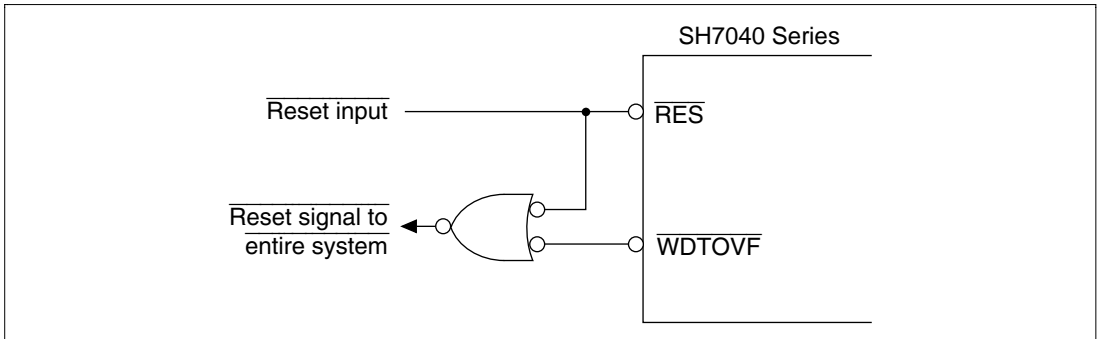 SH7040 Series
Reset input
RES
Reset signal to
entire system
WDTOVF